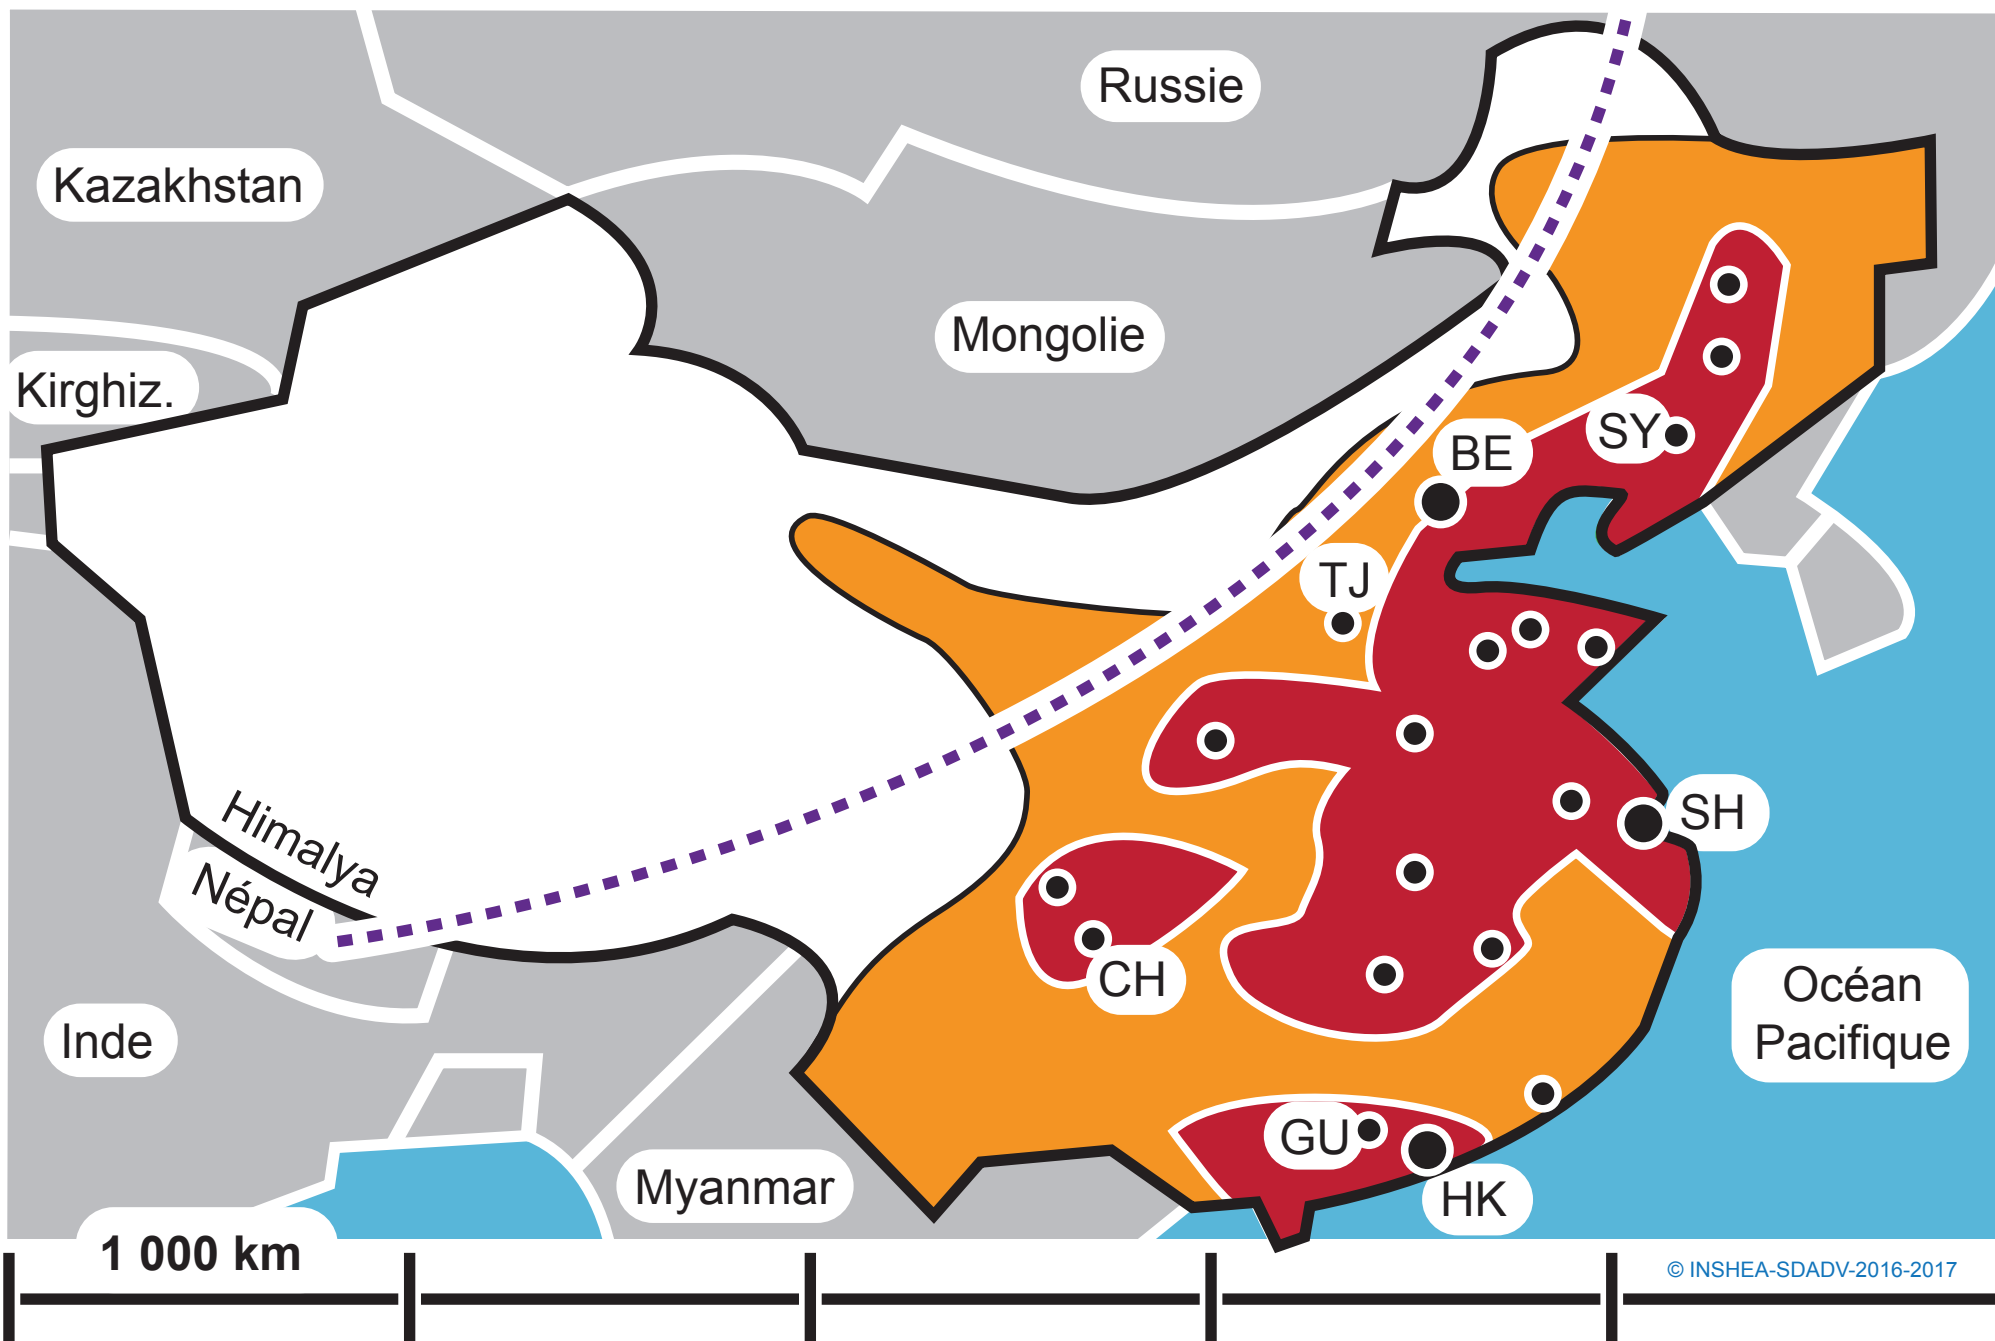 Russie
Kazakhstan
Mongolie
Kirghiz.
SY
BE
TJ
Himalya
SH
Népal
CH
Océan
Pacifique
Inde
GU
Myanmar
HK
1 000 km
© INSHEA-SDADV-2016-2017